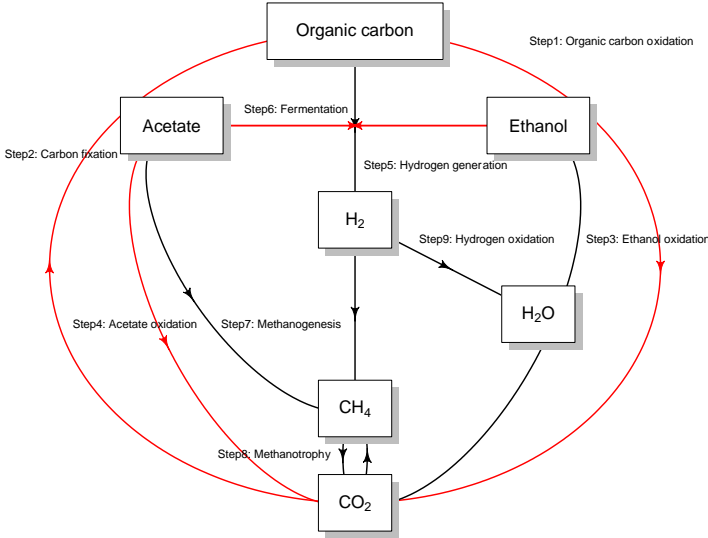 Organic carbon
Step1: Organic carbon oxidation
Step6: Fermentation
Acetate
Ethanol
Step2: Carbon fixation
Step5: Hydrogen generation
H₂
Step9: Hydrogen oxidation
Step3: Ethanol oxidation
H₂O
Step4: Acetate oxidation
Step7: Methanogenesis
CH₄
Step8: Methanotrophy
CO₂